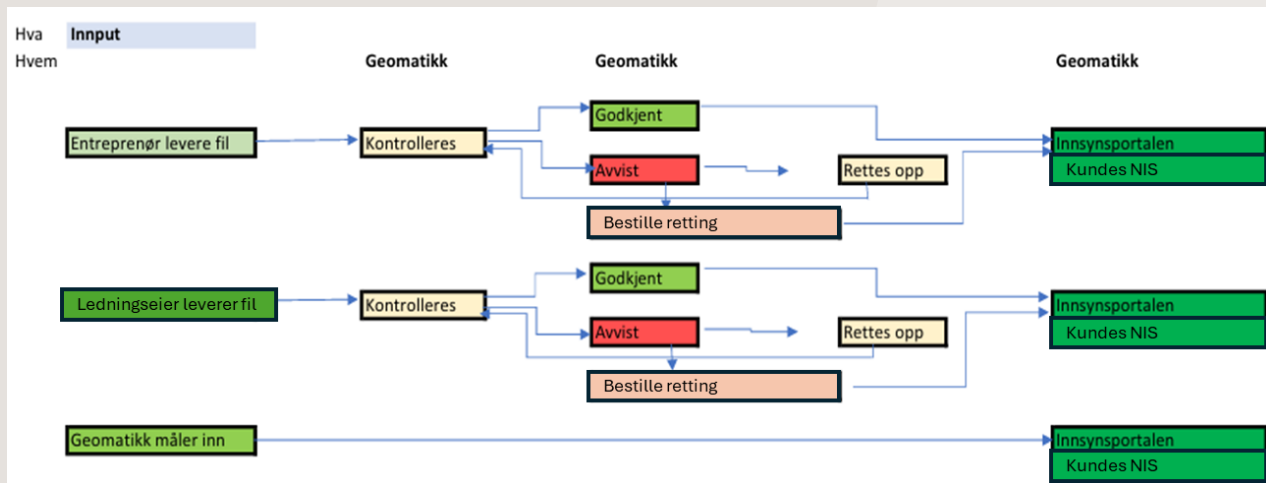 Hva Innput
Hvem Geomatikk Geomatikk Geomatikk
Godkjent
Entreprenør levere fil Kontrolleres Innsynsportalen
Avvist Rettes opp Kundes NIS
Bestille retting
Godkjent
Ledningseier leverer fil Kontrolleres Innsynsportalen
Avvist Rettes opp Kundes NIS
Bestille retting
Geomatikk måler inn Innsynsportalen
Kundes NIS